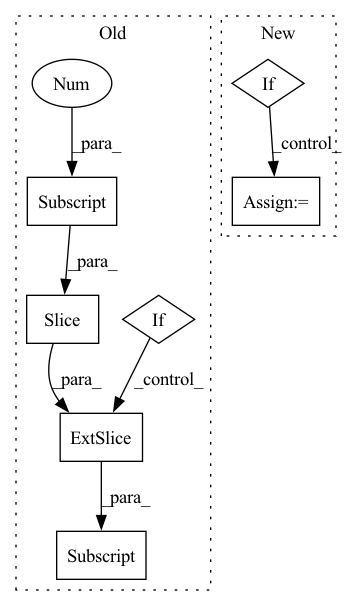 Old
New
Num
If
_para_
_control_
Subscript
Assign:=
_para_
Slice
If
_para_
_control_
ExtSlice
_para_
Subscript